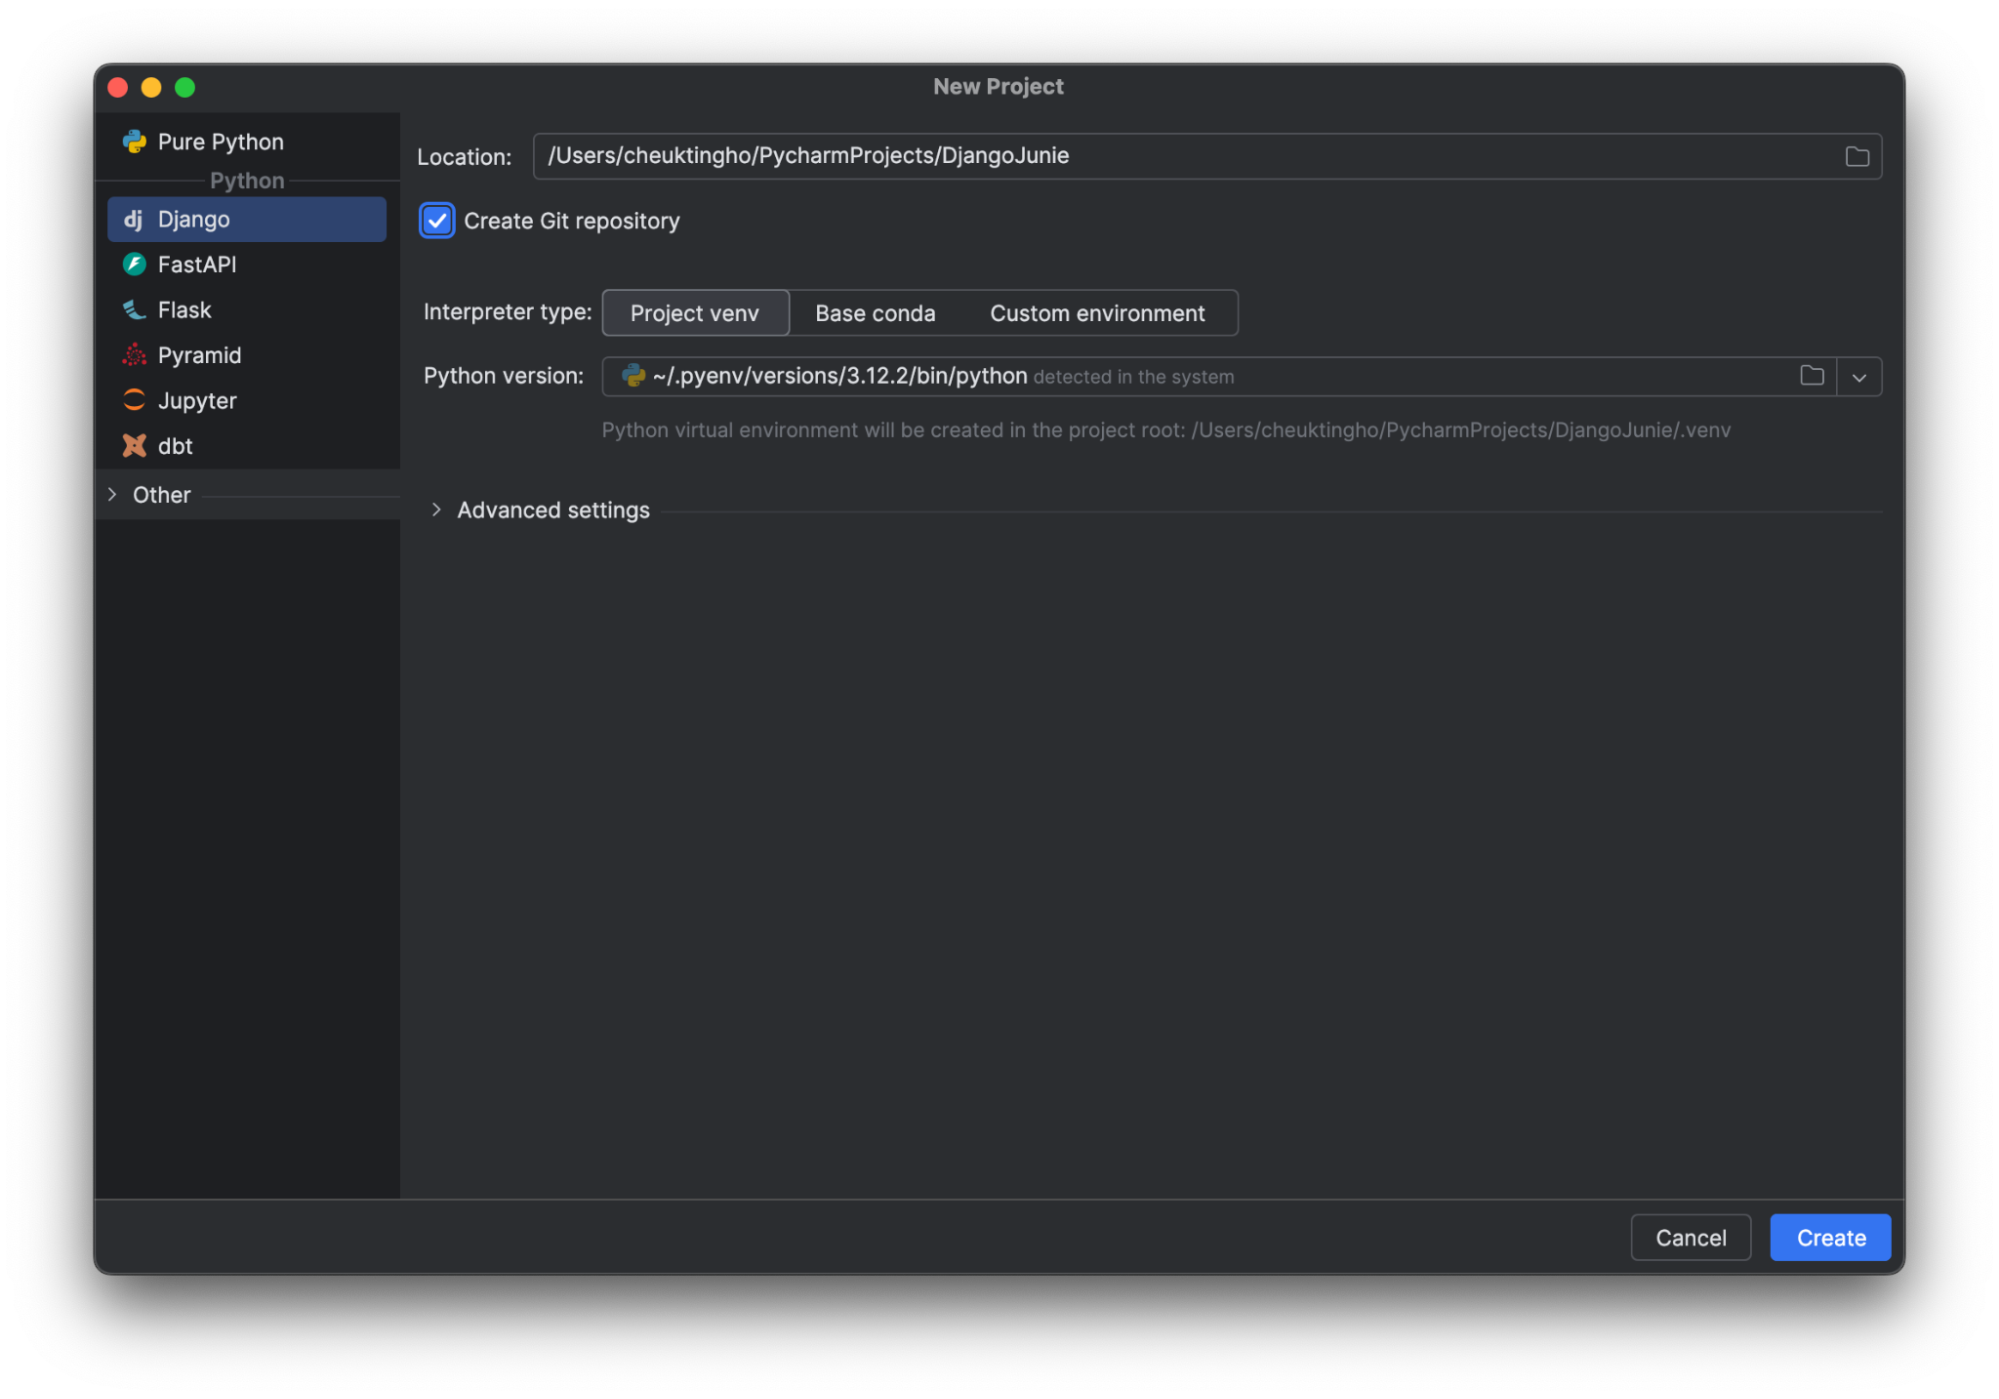 New Project
Pure Python
Python
dj Django
FastAPI
Flask
Pyramid
Jupyter
dbt
Other
Location: /Users/cheuktingho/PycharmProjects/DjangoJunie
Create Git repository
Interpreter type: Project venv Base conda Custom environment
Python version: ~/.pyenv/versions/3.12.2/bin/python detected in the system
Python virtual environment will be created in the project root: /Users/cheuktingho/PycharmProjects/DjangoJunie/.venv
Advanced settings
Cancel Create